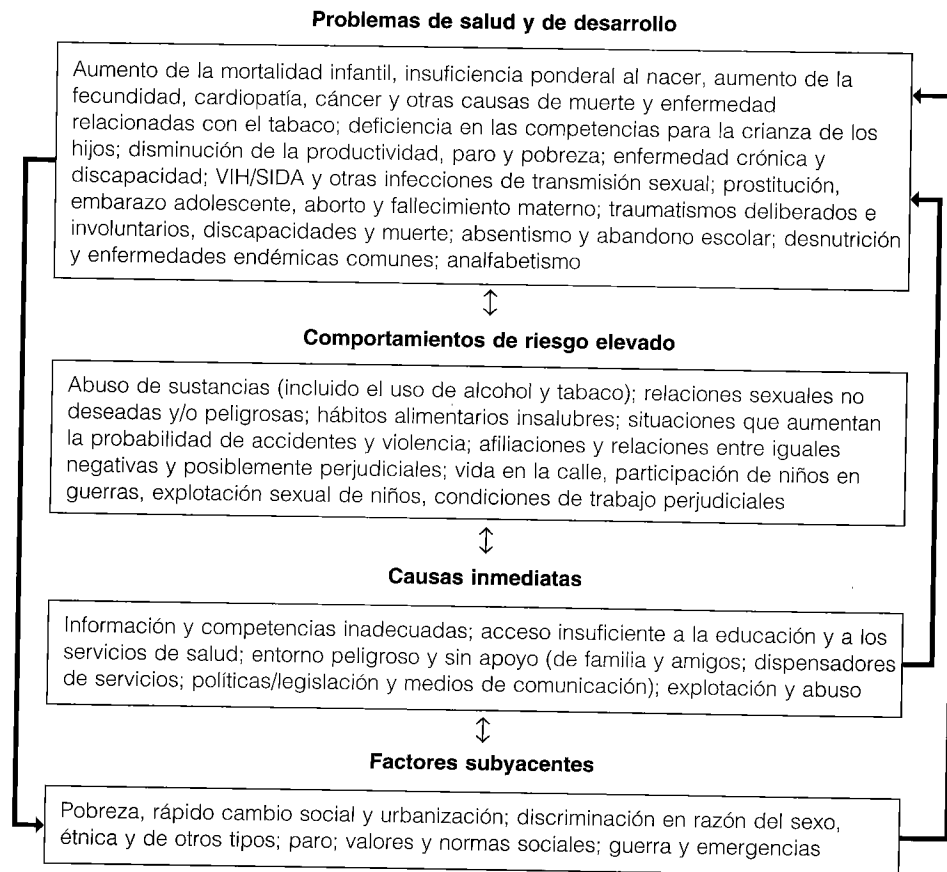 Problemas de salud y de desarrollo
Aumento de la mortalidad infantil, insuficiencia ponderal al nacer, aumento de la
fecundidad, cardiopatía, cáncer y otras causas de muerte y enfermedad
relacionadas con el tabaco; deficiencia en las competencias para la crianza de los
hijos; disminución de la productividad, paro y pobreza; enfermedad crónica y
discapacidad; VIH/SIDA y otras infecciones de transmisión sexual; prostitución,
embarazo adolescente, aborto y fallecimiento materno; traumatismos deliberados e
involuntarios, discapacidades y muerte; absentismo y abandono escolar; desnutrición
y enfermedades endémicas comunes; analfabetismo
Comportamientos de riesgo elevado
Abuso de sustancias (incluido el uso de alcohol y tabaco); relaciones sexuales no
deseadas y/o peligrosas; hábitos alimentarios insalubres; situaciones que aumentan
la probabilidad de accidentes y violencia; afiliaciones y relaciones entre iguales
negativas y posiblemente perjudiciales; vida en la calle, participación de niños en
guerras, explotación sexual de niños, condiciones de trabajo perjudiciales
Causas inmediatas
Información y competencias inadecuadas; acceso insuficiente a la educación y a los
servicios de salud; entorno peligroso y sin apoyo (de familia y amigos; dispensadores
de servicios; políticas/legislación y medios de comunicación); explotación y abuso
Factores subyacentes
Pobreza, rápido cambio social y urbanización; discriminación en razón del sexo,
étnica y de otros tipos; paro; valores y normas sociales; guerra y emergencias